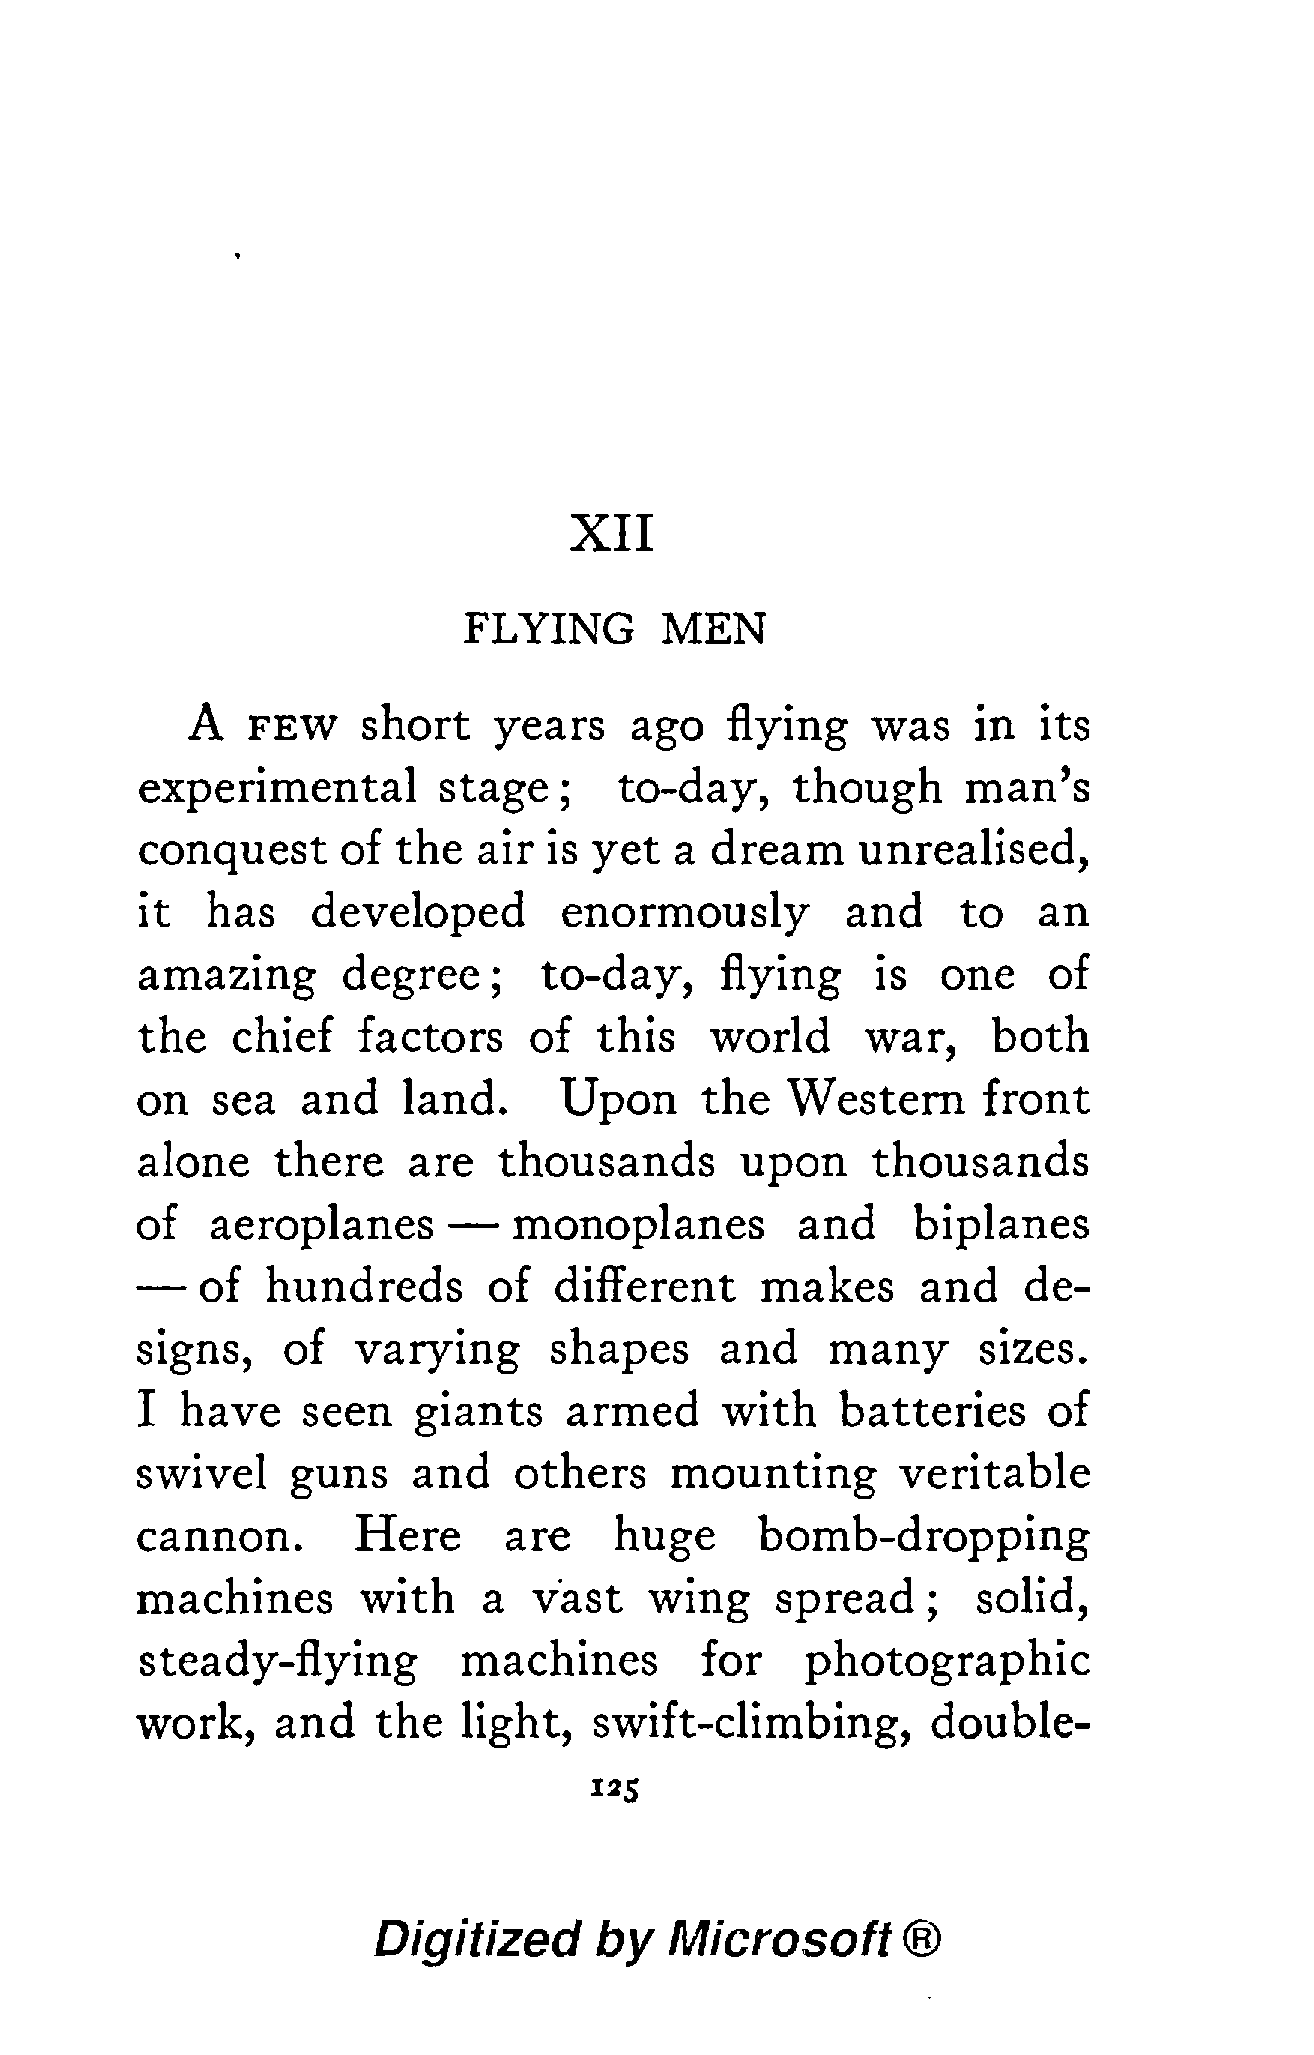 XII
FLYING MEN
A FEW short years ago flying was in its
experimental stage ; to-day, though man's
conquest of the air is yet a dream unrealised,
it has developed enormously and to an
amazing degree ; to-day, flying is one of
the chief factors of this world war, both
on sea and land. Upon the Western front
alone there are thousands upon thousands
of aeroplanes — monoplanes and biplanes
— of hundreds of different makes and de-
signs, of varying shapes and many sizes.
I have seen giants armed with batteries of
swivel guns and others mounting veritable
cannon. Here are huge bomb-dropping
machines with a vast wing spread ; solid,
steady-flying machines for photographic
work, and the light, swift-climbing, double-
125
Digitized by Microsoft ®